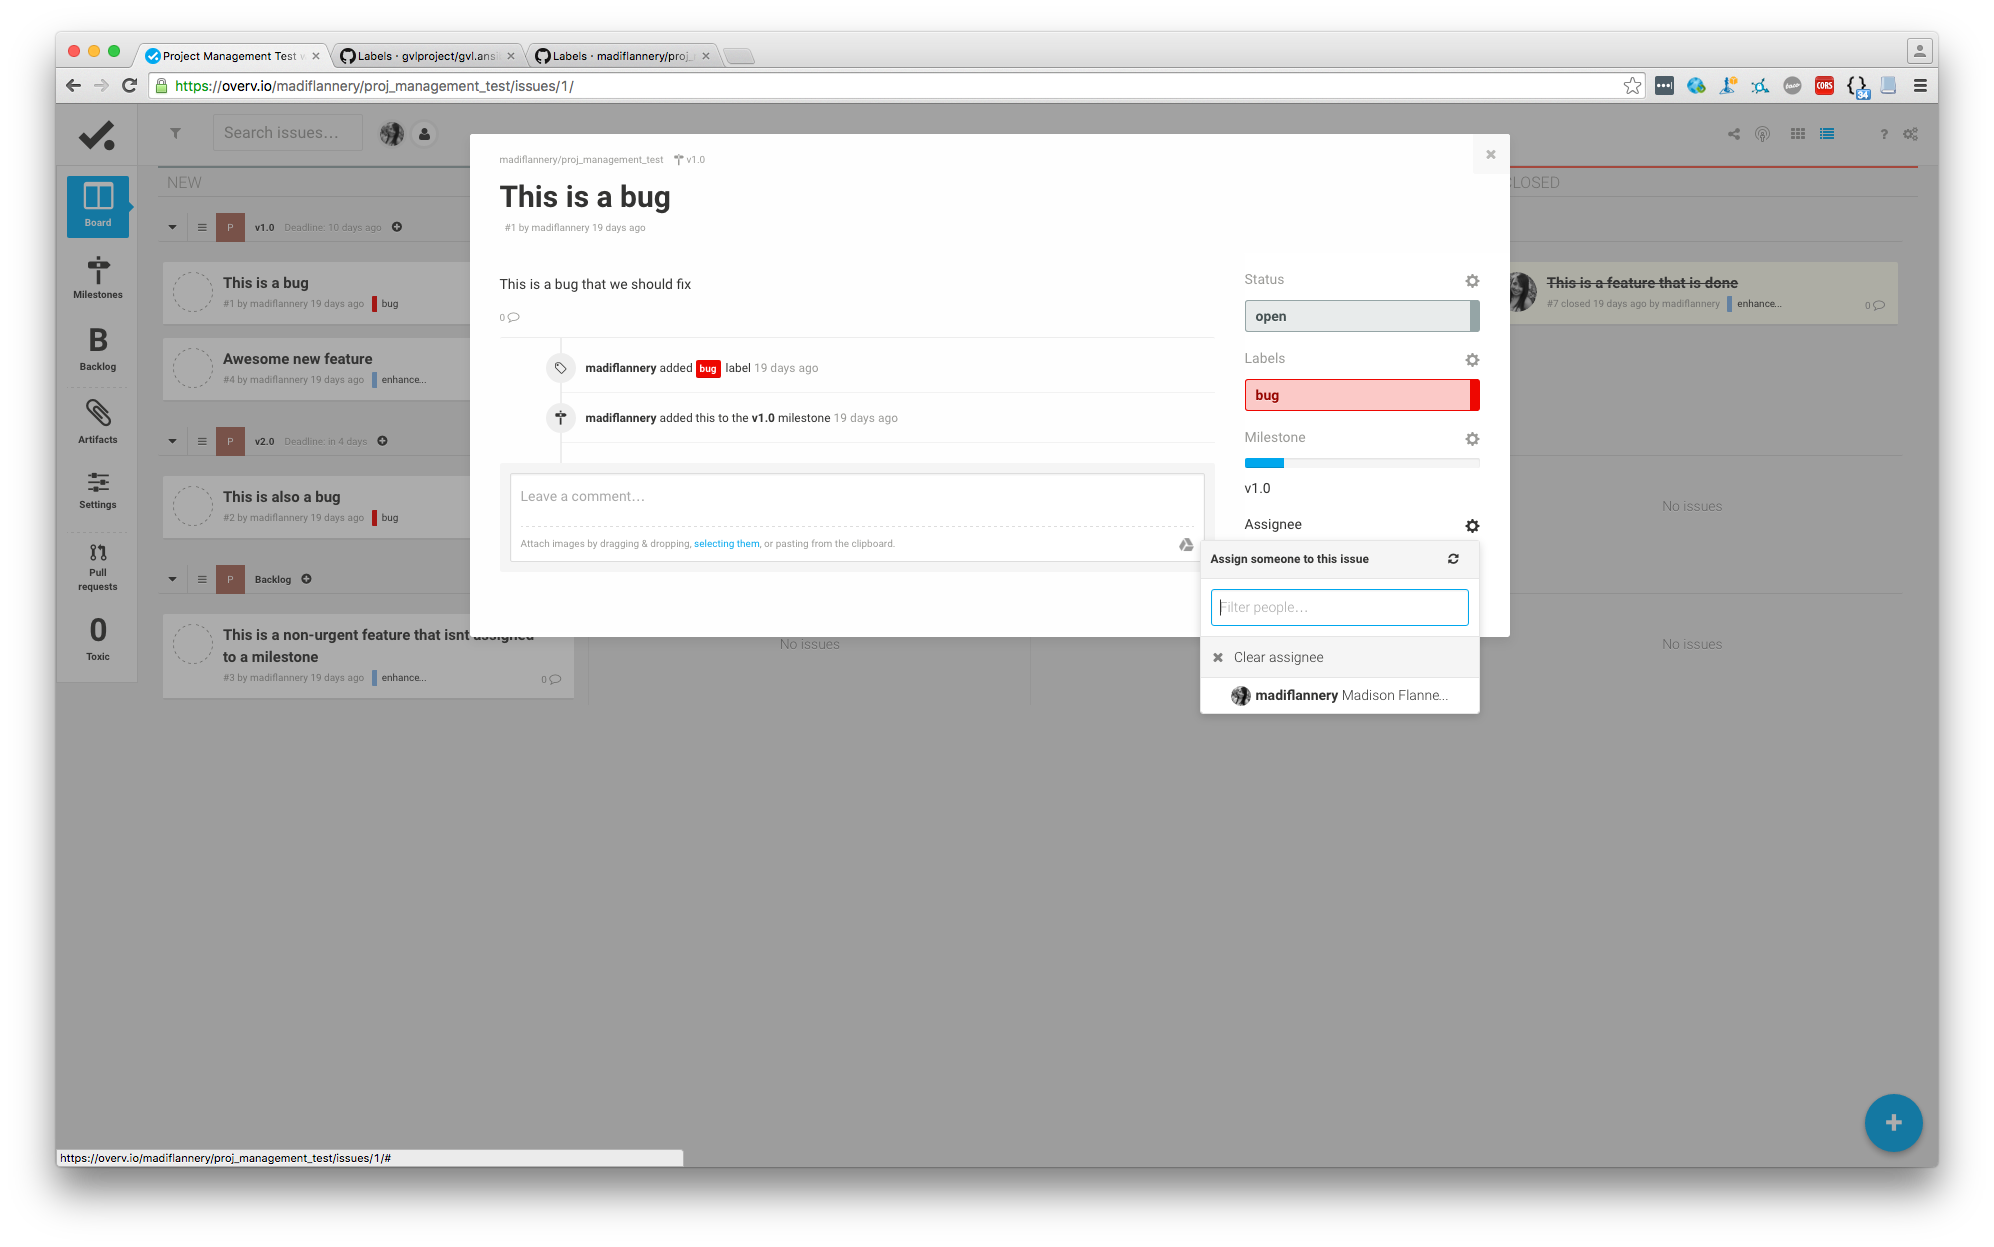 Project Management Test w
Labels · gvlproject/gvl.ansi
Labels · madiflannery/proj_
https://overv.io/madiflannery/proj_management_test/issues/1/
CORS
34
Search issues...
Board
Milestones
B
Backlog
Artifacts
Settings
Pull
requests
0
Toxic
NEW
P v1.0 Deadline: 10 days ago
This is a bug
#1 by madiflannery 19 days ago bug
Awesome new feature
#4 by madiflannery 19 days ago enhance...
P v2.0 Deadline: in 4 days
This is also a bug
#2 by madiflannery 19 days ago bug
P Backlog
This is a non-urgent feature that isnt assigned
to a milestone
#3 by madiflannery 19 days ago enhance... 0
No issues
madiflannery/proj_management_test v1.0
This is a bug
#1 by madiflannery 19 days ago
This is a bug that we should fix
0
madiflannery added bug label 19 days ago
madiflannery added this to the v1.0 milestone 19 days ago
Leave a comment...
Attach images by dragging & dropping, selecting them, or pasting from the clipboard.
Status
open
Labels
bug
Milestone
v1.0
Assignee
Assign someone to this issue
Filter people...
Clear assignee
madiflannery Madison Flanne...
LOSED
This is a feature that is done
#7 closed 19 days ago by madiflannery enhance... 0
No issues
No issues
https://overv.io/madiflannery/proj_management_test/issues/1/#